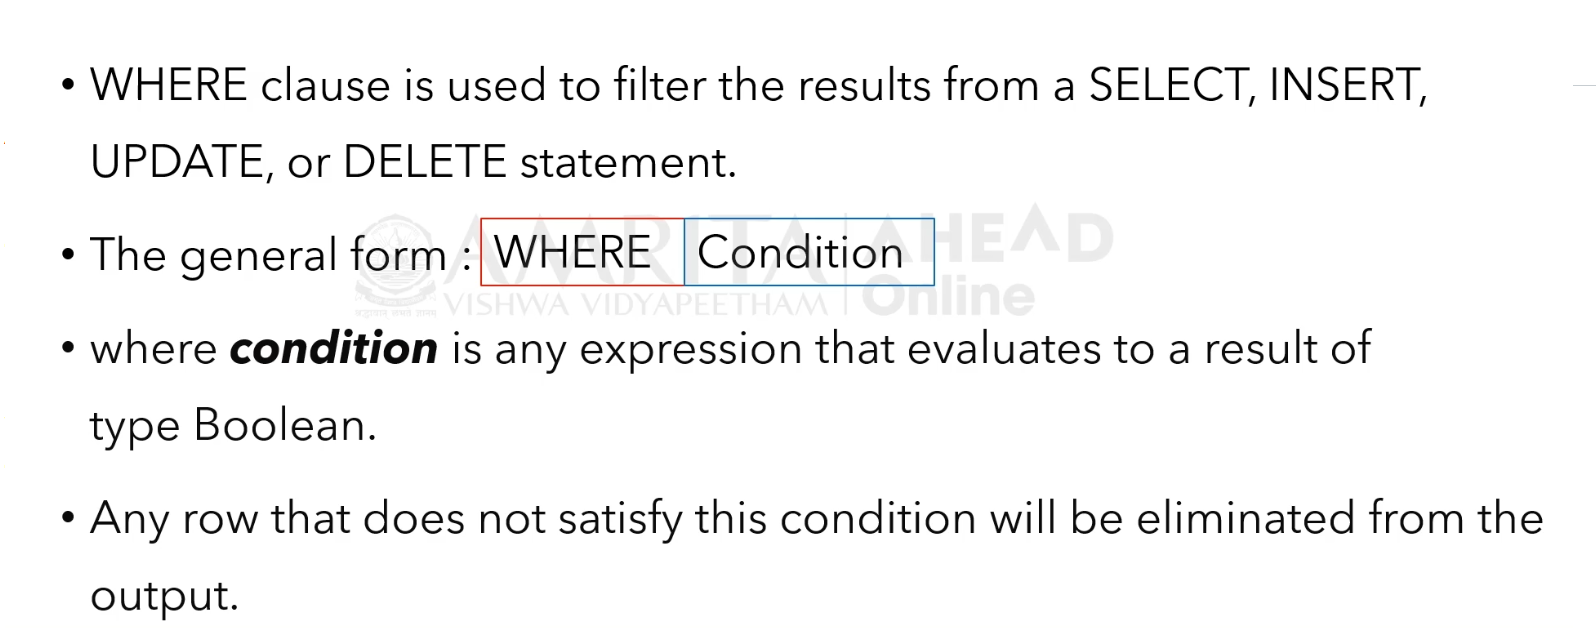 • WHERE clause is used to filter the results from a SELECT, INSERT,
UPDATE, or DELETE statement.
• The general form : WHERE Condition
AMRITA AHEAD
VISHWA VIDYAPEETHAM Online
• where condition is any expression that evaluates to a result of
type Boolean.
• Any row that does not satisfy this condition will be eliminated from the
output.